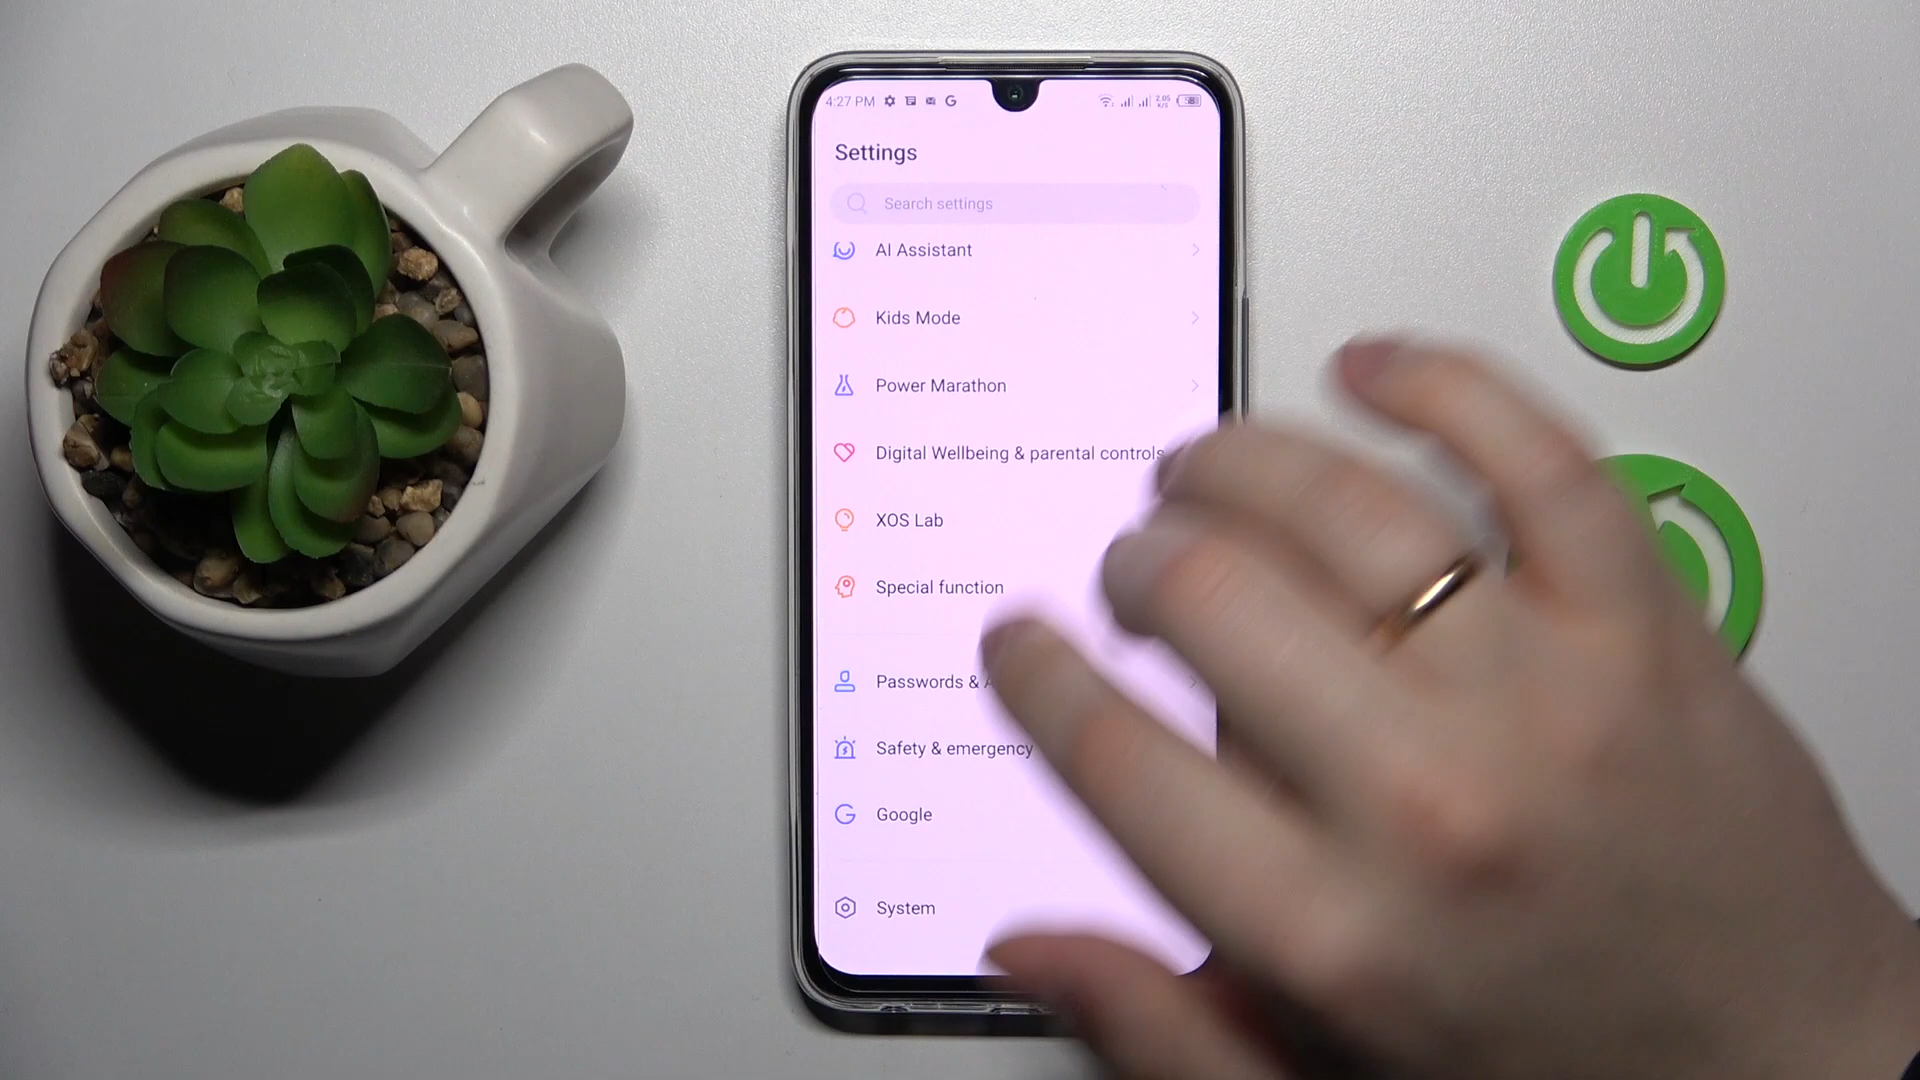 4:27 PM
Settings
Search settings
AI Assistant
Kids Mode
Power Marathon
Digital Wellbeing & parental controls
XOS Lab
Special function
Passwords &
Safety & emergency
Google
System